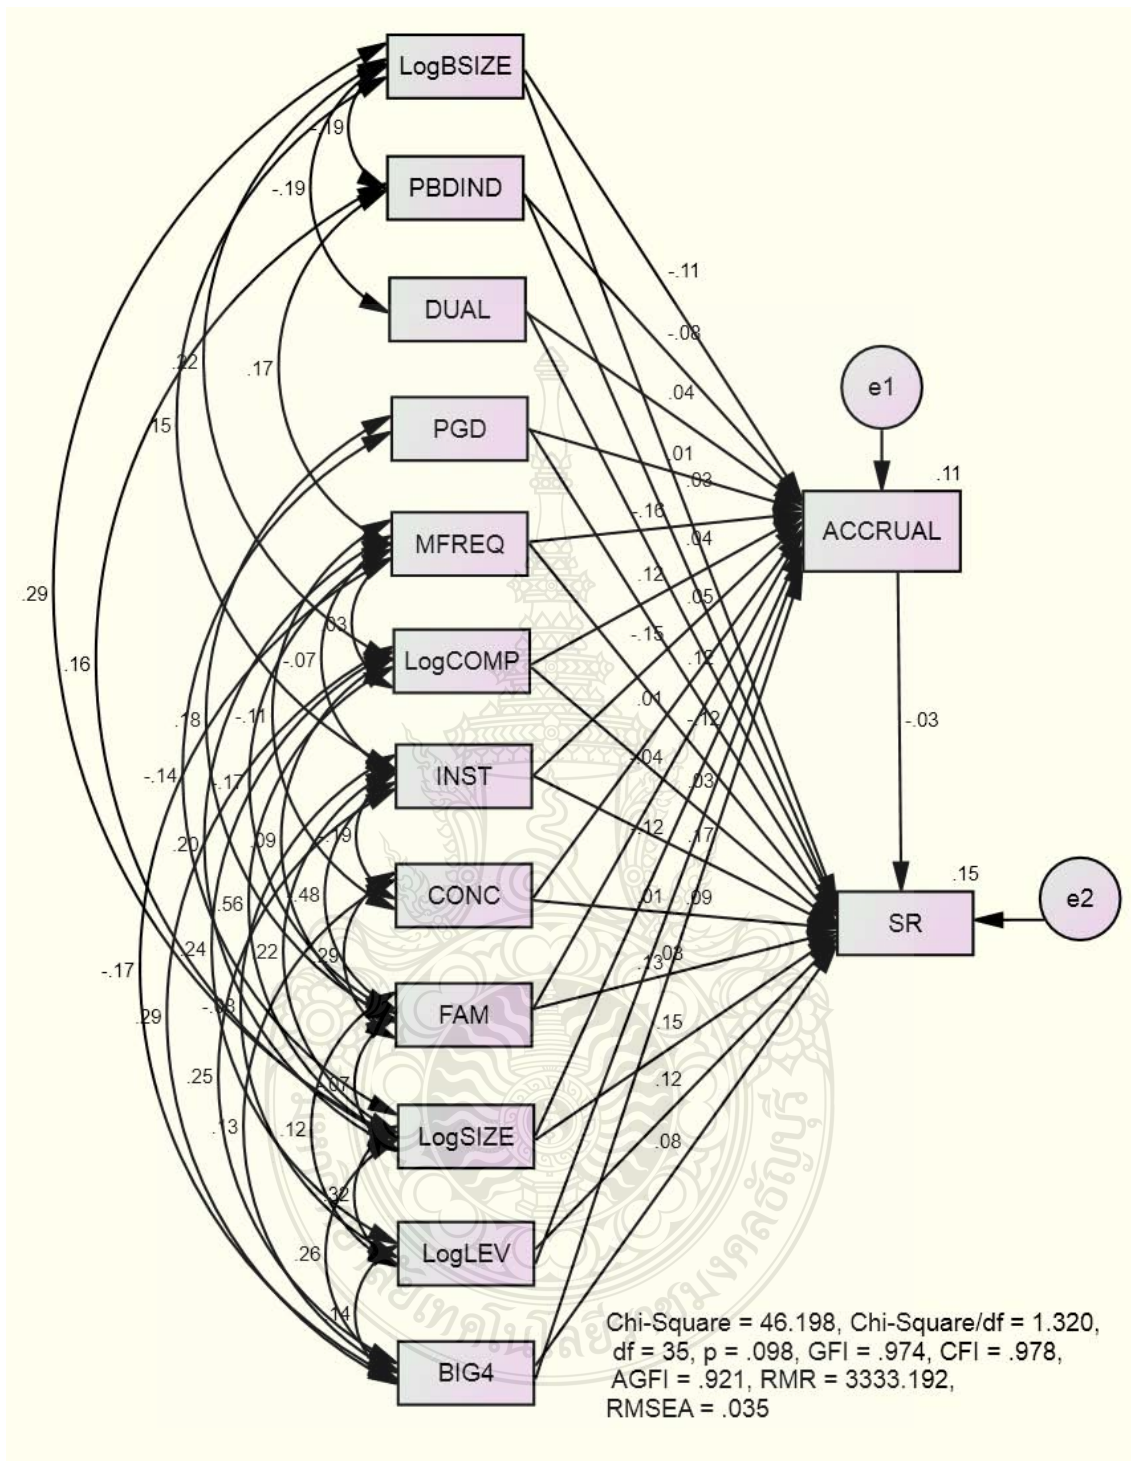 LogBSIZE
-.19
PBDIND
-.19
DUAL
-.11
-.08
.22
.17
.04
e1
.15
PGD
.01
.03
.11
-.16
MFREQ
.04
ACCRUAL
.12
.29
.05
.03
-.15
LogCOMP
-.07
.12
.16
.01
.18
-.11
-.12
-.03
-.04
INST
-.14
-.17
.03
.12
.17
.20
.09
-.19
.15
.48
CONC
.01
.09
e2
.56
SR
.22
.24
.29
.13
.03
-.17
-.03
.29
FAM
.15
.25
-.07
.12
.13
.12
LogSIZE
.08
.32
.26
LogLEV
.14
Chi-Square = 46.198, Chi-Square/df = 1.320,
df = 35, p = .098, GFI = .974, CFI = .978,
BIG4
AGFI = .921, RMR = 3333.192,
RMSEA = .035